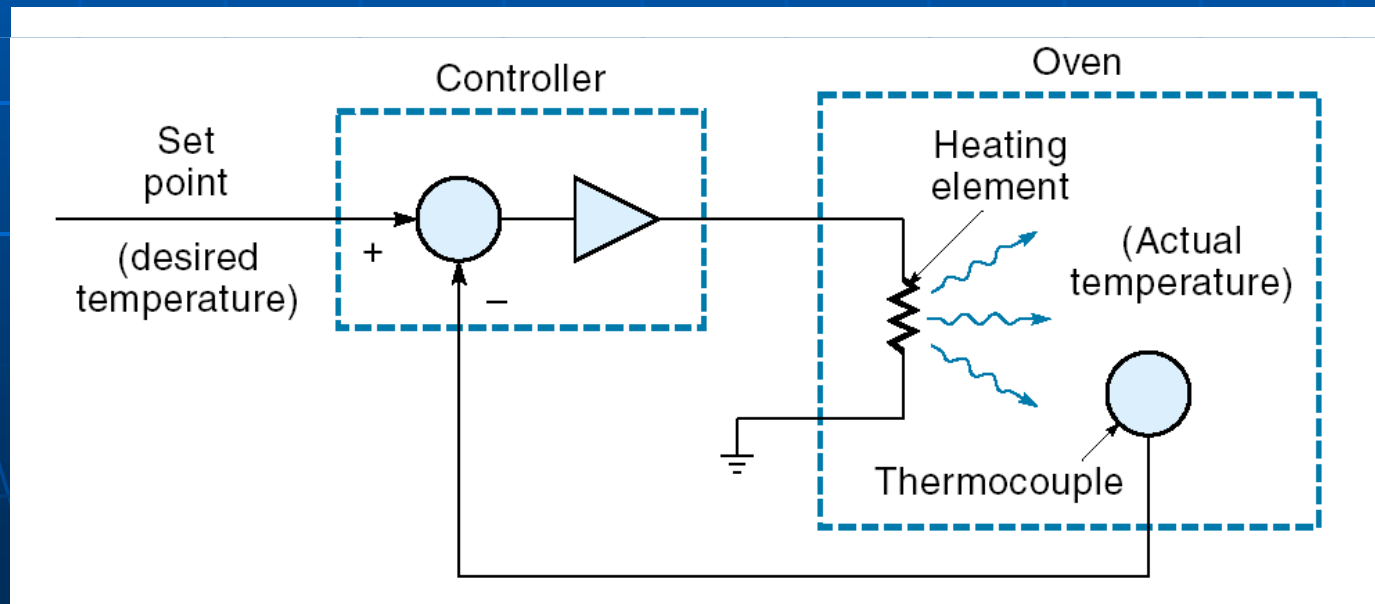 Controller
Oven
Set
point
(desired
temperature)
+
–
Heating
element
(Actual
temperature)
Thermocouple